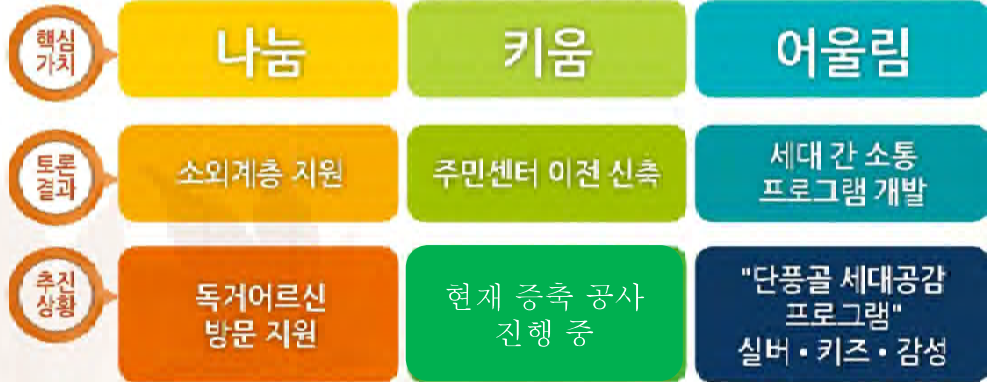 핵심
가치
나눔
키움
어울림
토론
결과
소외계층 지원
주민센터 이전 신축
세대 간 소통
프로그램 개발
추진
상황
독거어르신
방문 지원
현재 증축 공사
진행 중
"단풍골 세대공감
프로그램"
실버 • 키즈 • 감성